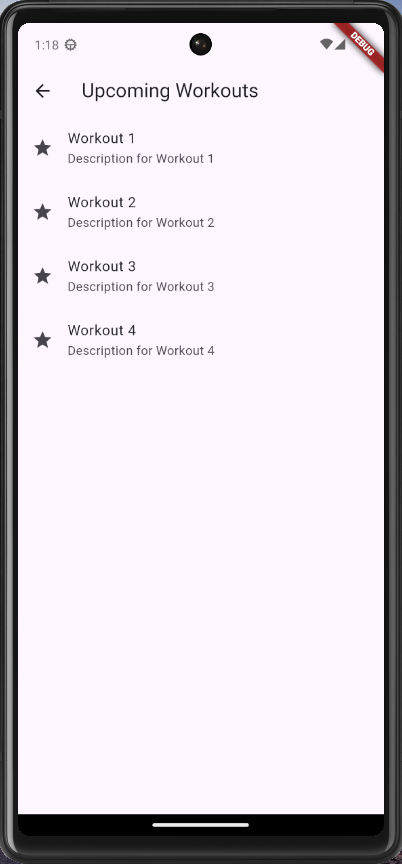 1:18
DEBUG
Upcoming Workouts
Workout 1
Description for Workout 1
Workout 2
Description for Workout 2
Workout 3
Description for Workout 3
Workout 4
Description for Workout 4